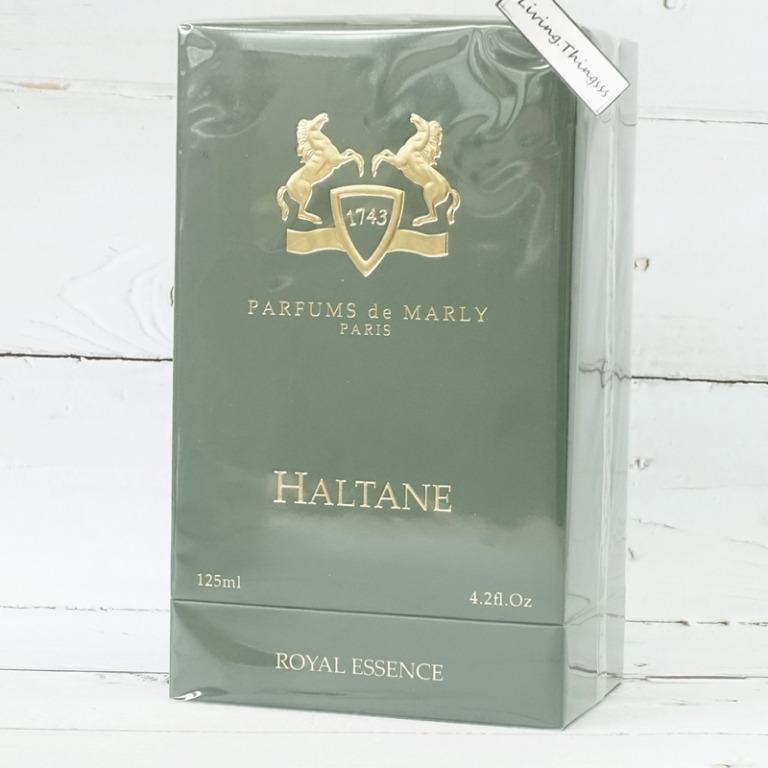 Living.Thingsss
1743
PARFUMS de MARLY
PARIS
HALTANE
125ml
4.2fl.Oz
ROYAL ESSENCE